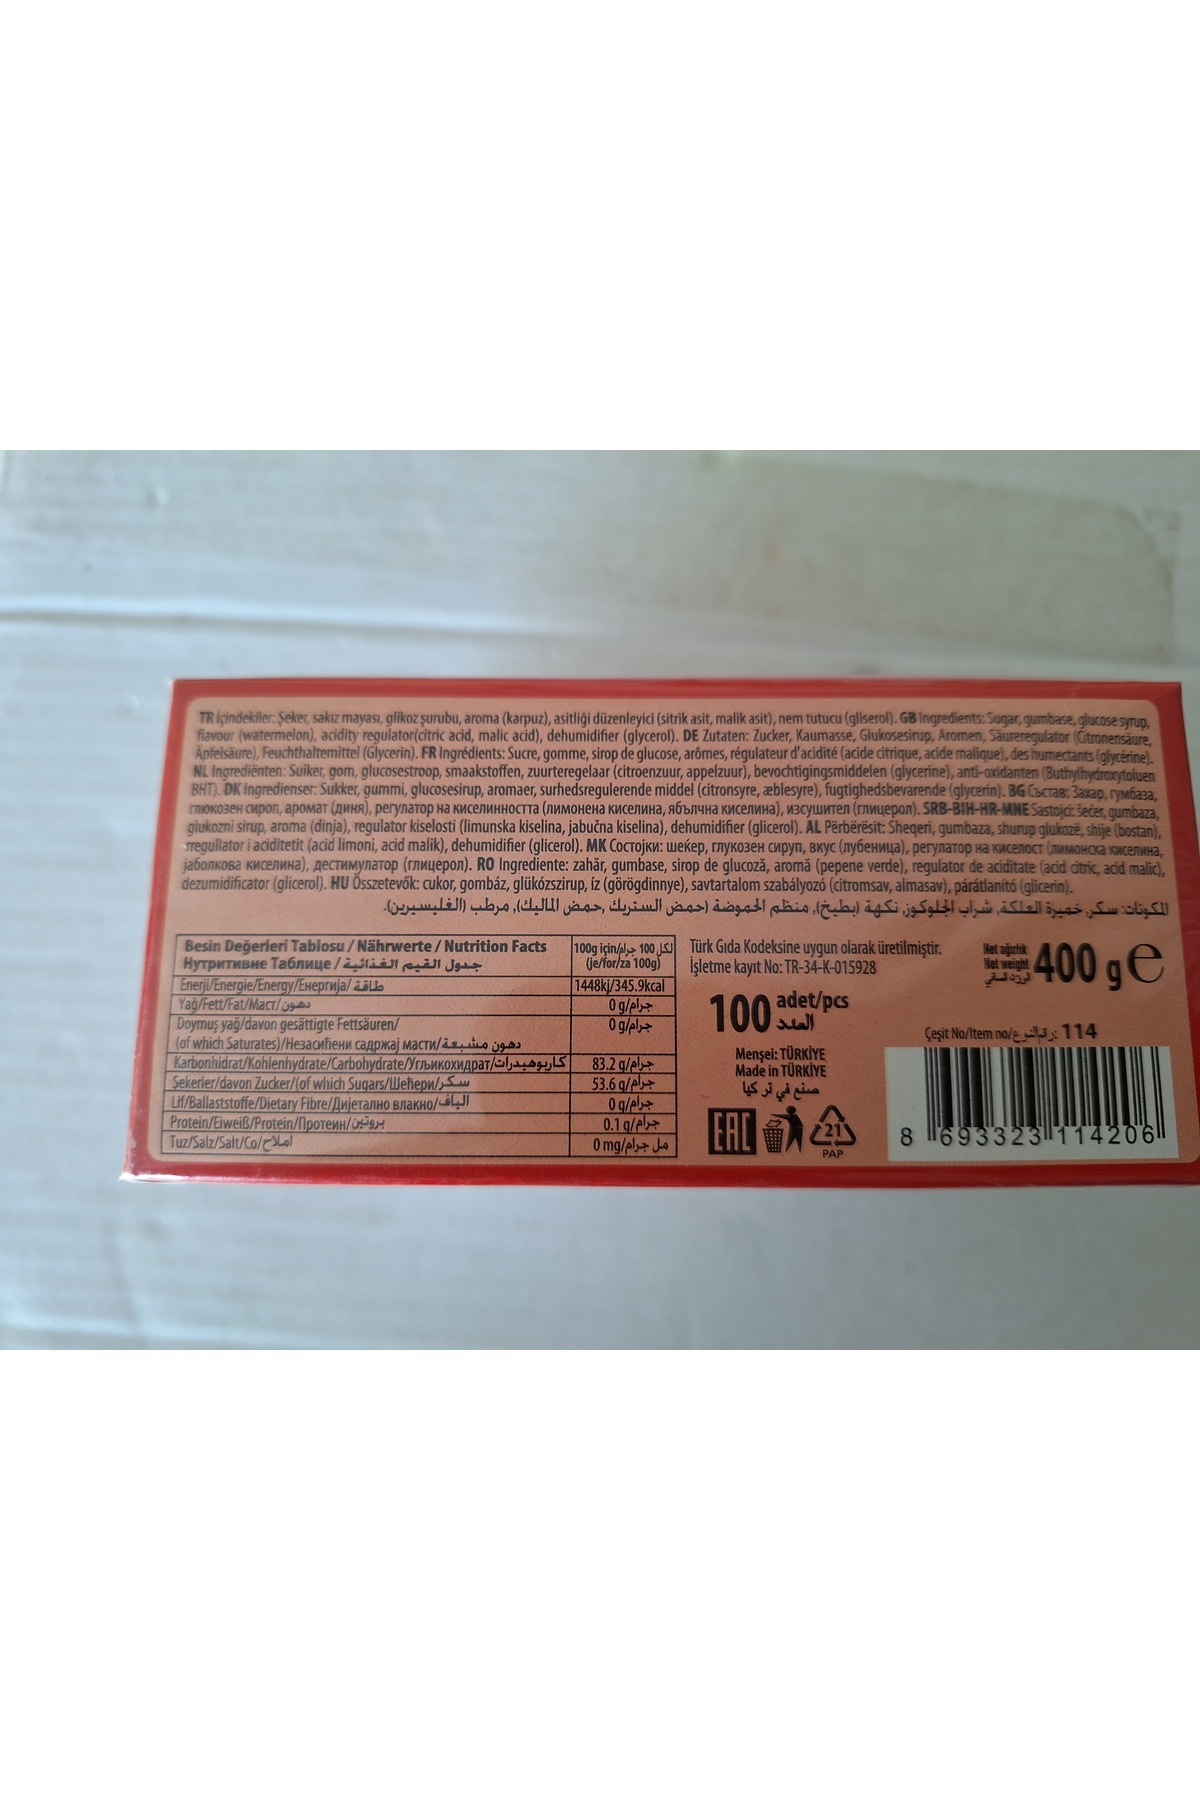 TR İçindekiler: Şeker, sakız mayası, glikoz şurubu, aroma (karpuz), asitliği düzenleyici (sitrik asit, malik asit), nem tutucu (gliserol). GB Ingredients: Sugar, gumbase, glucose syrup,
flavour (watermelon), acidity regulator(citric acid, malic acid), dehumidifier (glycerol). DE Zutaten: Zucker, Kaumasse, Glukosesirup, Aromen, Säureregulator (Citronensäure,
Äpfelsäure), Feuchthaltemittel (Glycerin). FR Ingrédients: Sucre, gomme, sirop de glucose, arômes, régulateur d'acidité (acide citrique, acide malique), des humectants (glycérine).
NL Ingrediënten: Suiker, gom, glucosestroop, smaakstoffen, zuurteregelaar (citroenzuur, appelzuur), bevochtigingsmiddelen (glycerine), anti-oxidanten (Buthylhydroxytoluen
BHT). DK Ingredienser: Sukker, gummi, glucosesirup, aromaer, surhedsregulerende middel (citronsyre, æblesyre), fugtighedsbevarende (glycerin). BG Състав: Захар, гумбаза,
глюкозен сироп, аромат (диня), регулатор на киселинността (лимонена киселина, ябълчна киселина), изсушител (глицерол). SRB-BIH-HR-MNE Sastojci: šećer, gumbaza,
glukozni sirup, aroma (dinja), regulator kiselosti (limunska kiselina, jabučna kiselina), dehumidifier (glicerol). AL Përbërësit: Sheqeri, gumbaza, shurup glukozë, shije (bostan),
rregullator i aciditetit (acid limoni, acid malik), dehumidifier (glicerol). MK Состојки: шеќер, глукозен сируп, вкус (лубеница), регулатор на киселост (лимонска киселина,
јаболкова киселина), дестимулатор (глицерол). RO Ingrediente: zahăr, gumbase, sirop de glucoză, aromă (pepene verde), regulator de aciditate (acid citric, acid malic),
dezumidificator (glicerol). HU Összetevők: cukor, gombáz, glükózszirup, íz (görögdinnye), savtartalom szabályozó (citromsav, almasav), párátlanító (glicerin).
المكونات: سكر, خميرة العلكة, شراب الجلوكوز, نكهة (بطيخ), منظم الحموضة (حمض الستريك, حمض الماليك), مرطب (الغليسيرين).
Besin Değerleri Tablosu / Nährwerte / Nutrition Facts
Нутритивне Таблице / جدول القيم الغذائية
100g için/لكل 100 جرام
(je/for/za 100g)
Enerji/Energie/Energy/Енергија/ طاقة 1448kj/345.9kcal
Yağ/Fett/Fat/Маст/دهون 0 g/جرام
Doymuş yağ/davon gesättigte Fettsäuren/ 0 g/جرام
(of which Saturates)/Незасићени садржај масти/دهون مشبعة
Karbonhidrat/Kohlenhydrate/Carbohydrate/Угљикохидрат/كاربوهيدرات 83.2 g/جرام
Şekerler/davon Zucker/(of which Sugars/Шећери/سكر 53.6 g/جرام
Lif/Ballaststoffe/Dietary Fibre/Дијетално влакно/الياف 0 g/جرام
Protein/Eiweiß/Protein/Протеин/بروتين 0.1 g/جرام
Tuz/Salz/Salt/Со/املاح 0 mg/مل جرام
Türk Gıda Kodeksine uygun olarak üretilmiştir.
İşletme kayıt No: TR-34-K-015928
100 adet/pcs
العدد
Menşei: TÜRKİYE
Made in TÜRKİYE
صنع في تركيا
EAC
21
PAP
Net ağırlık
Net weight
400 g e
Çeşit No/Item no/رقم النوع: 114
8 693323 114206